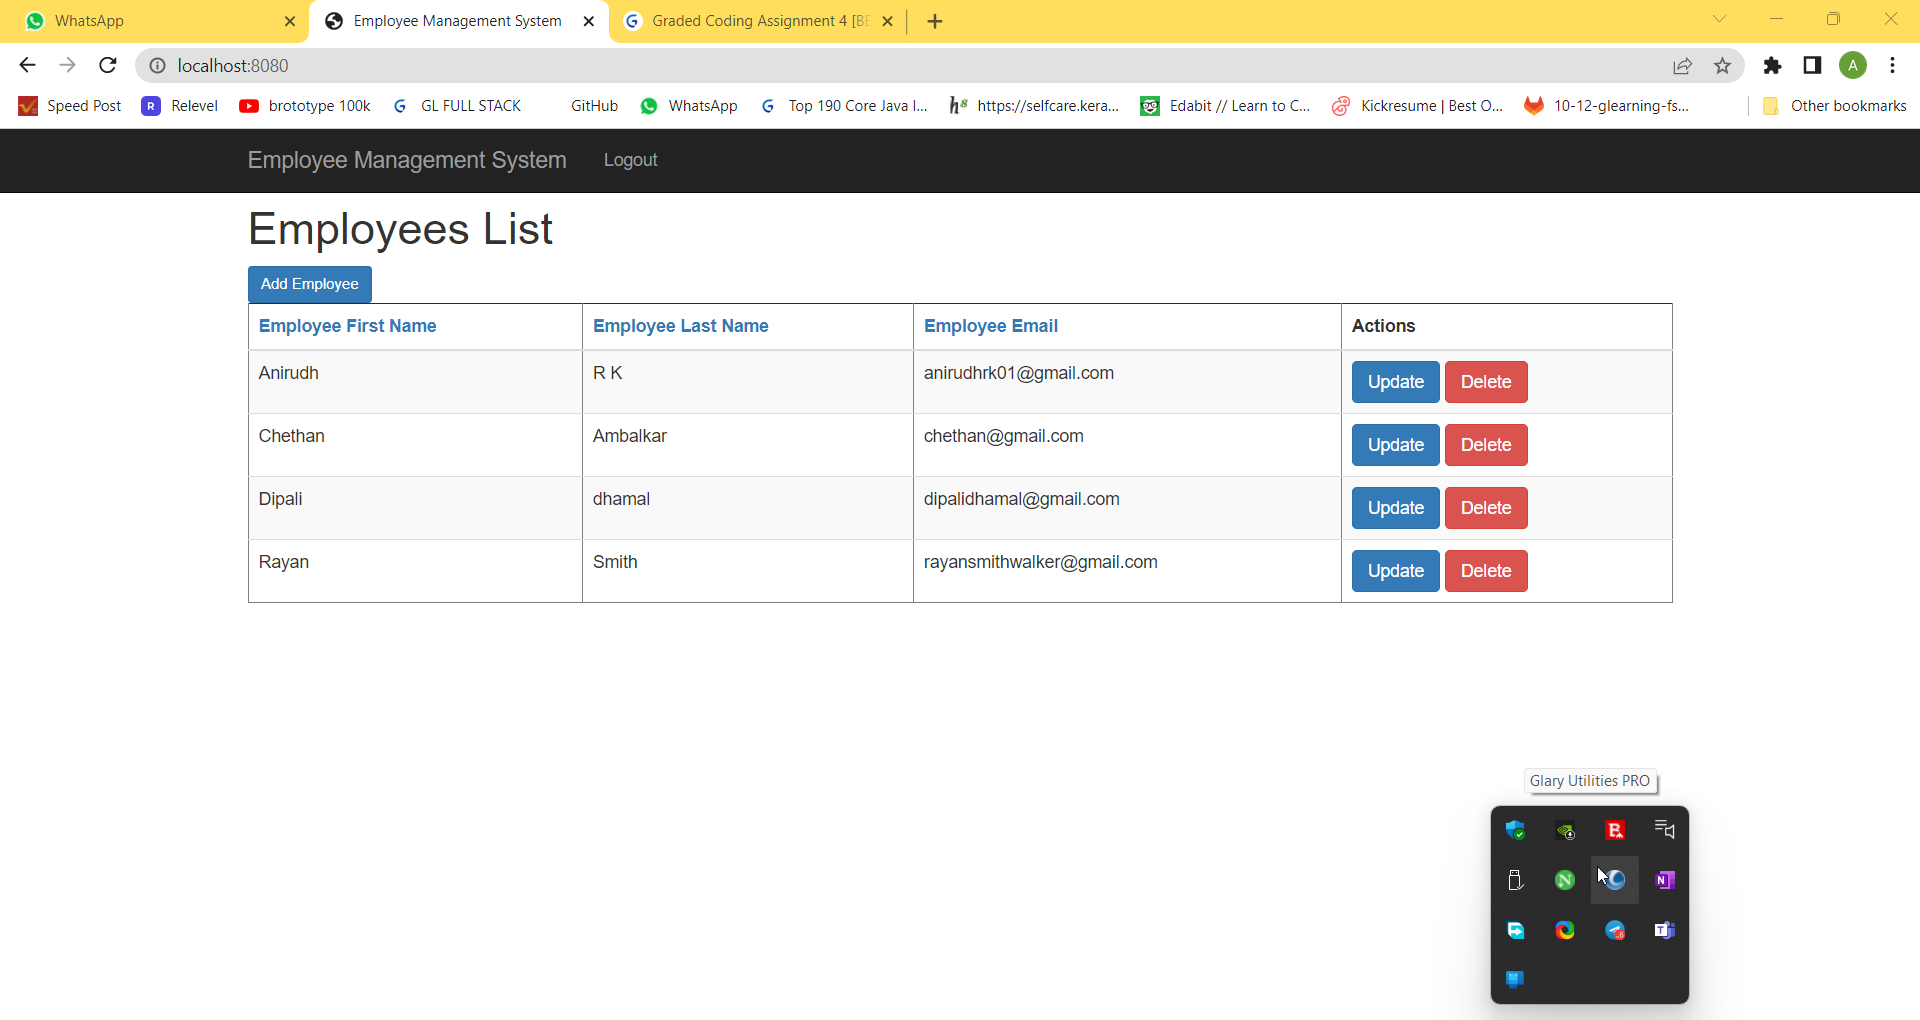 WhatsApp Employee Management System Graded Coding Assignment 4 [BE
localhost:8080 A
Speed Post R Relevel brototype 100k G GL FULL STACK GitHub WhatsApp G Top 190 Core Java I... h² https://selfcare.kera... Edabit // Learn to C... Kickresume | Best O... 10-12-glearning-fs... Other bookmarks
Employee Management System Logout
Employees List
Add Employee
Employee First Name Employee Last Name Employee Email Actions
Anirudh R K anirudhrk01@gmail.com Update Delete
Chethan Ambalkar chethan@gmail.com Update Delete
Dipali dhamal dipalidhamal@gmail.com Update Delete
Rayan Smith rayansmithwalker@gmail.com Update Delete
Glary Utilities PRO